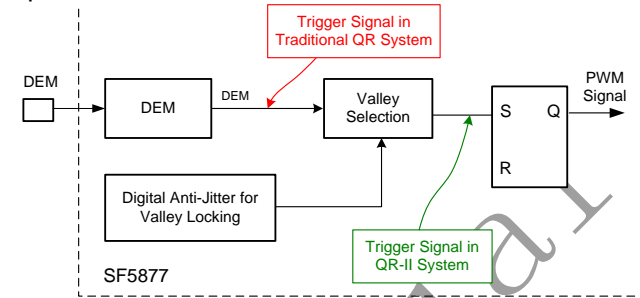 Trigger Signal in
Traditional QR System
DEM
DEM
DEM
Valley
Selection
S
Q
R
PWM
Signal
Digital Anti-Jitter for
Valley Locking
Trigger Signal in
QR-II System
SF5877